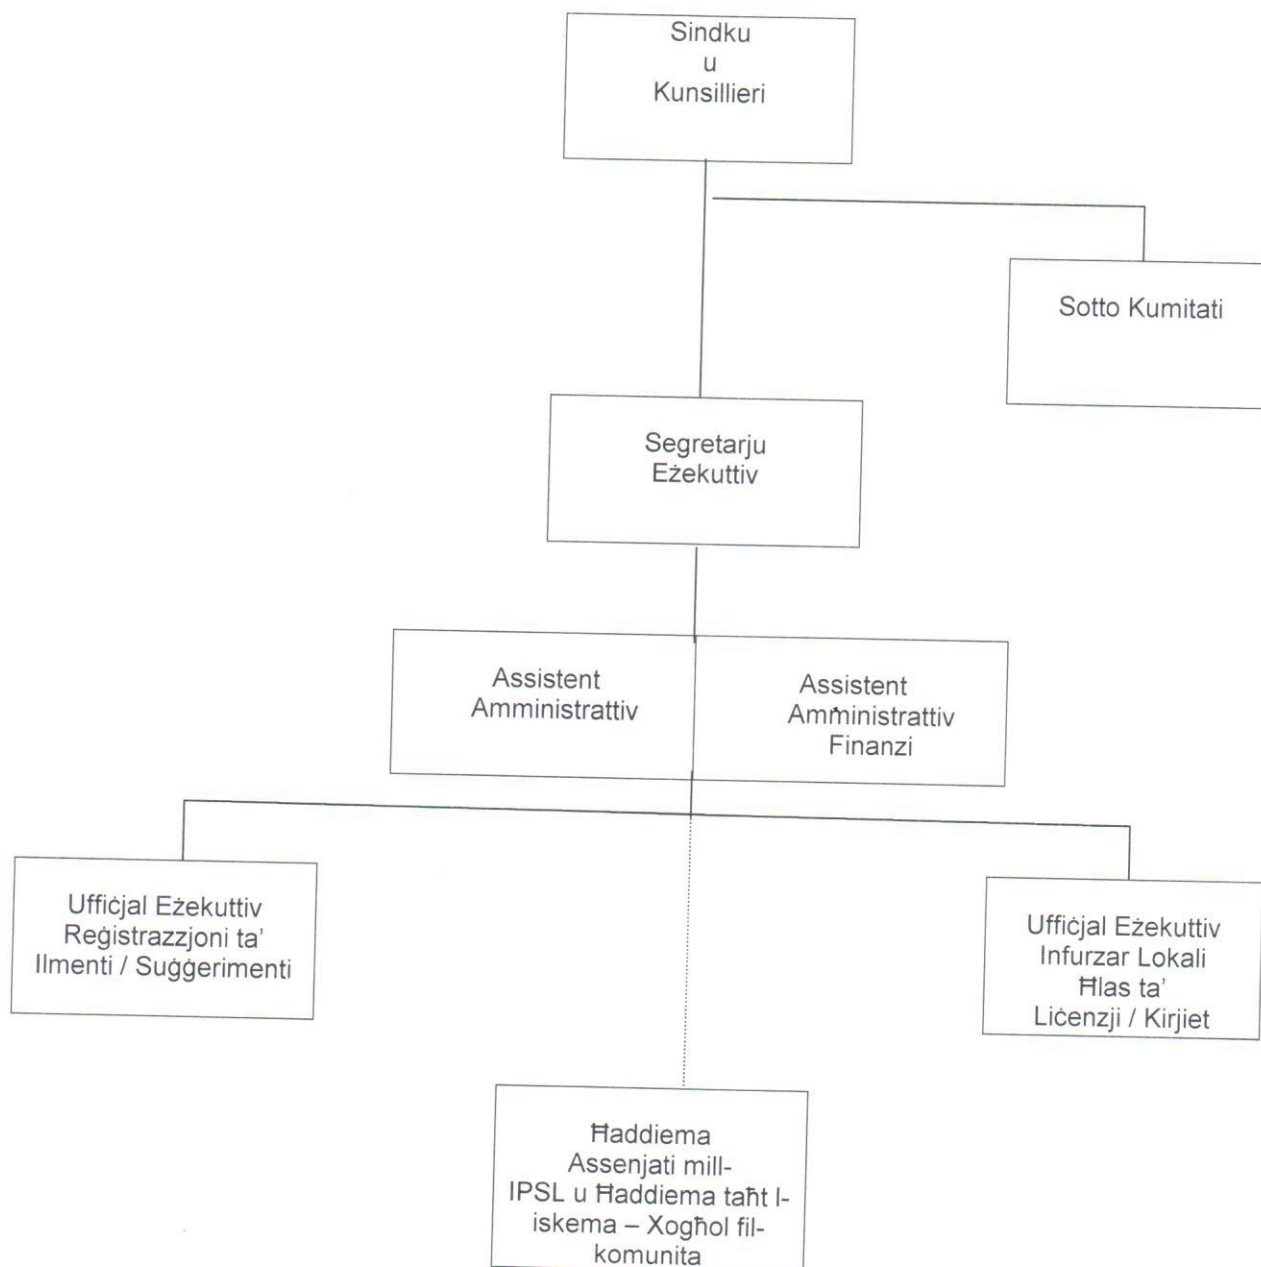 Sindku
u
Kunsillieri
Sotto Kumitati
Segretarju
Eżekuttiv
Assistent
Amministrattiv
Assistent
Amministrattiv
Finanzi
Uffiċjal Eżekuttiv
Reġistrazzjoni ta'
Ilmenti / Suġġerimenti
Uffiċjal Eżekuttiv
Infurzar Lokali
Ħlas ta'
Liċenzji / Kirjiet
Ħaddiema
Assenjati mill-
IPSL u Ħaddiema taħt l-
iskema – Xogħol fil-
komunita